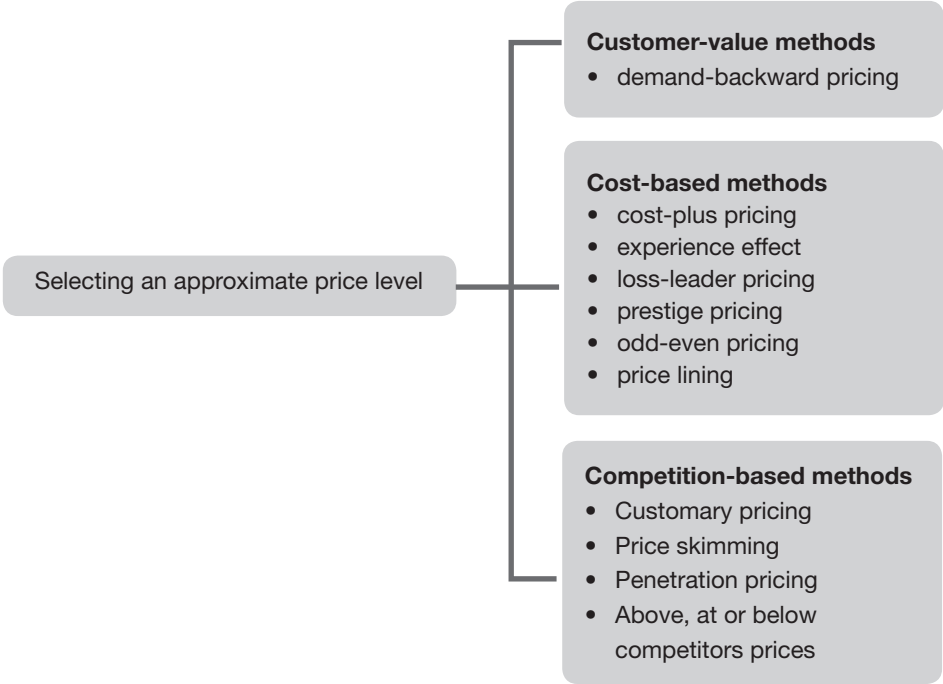 Customer-value methods
• demand-backward pricing
Cost-based methods
• cost-plus pricing
• experience effect
• loss-leader pricing
• prestige pricing
• odd-even pricing
• price lining
Selecting an approximate price level
Competition-based methods
• Customary pricing
• Price skimming
• Penetration pricing
• Above, at or below
competitors prices